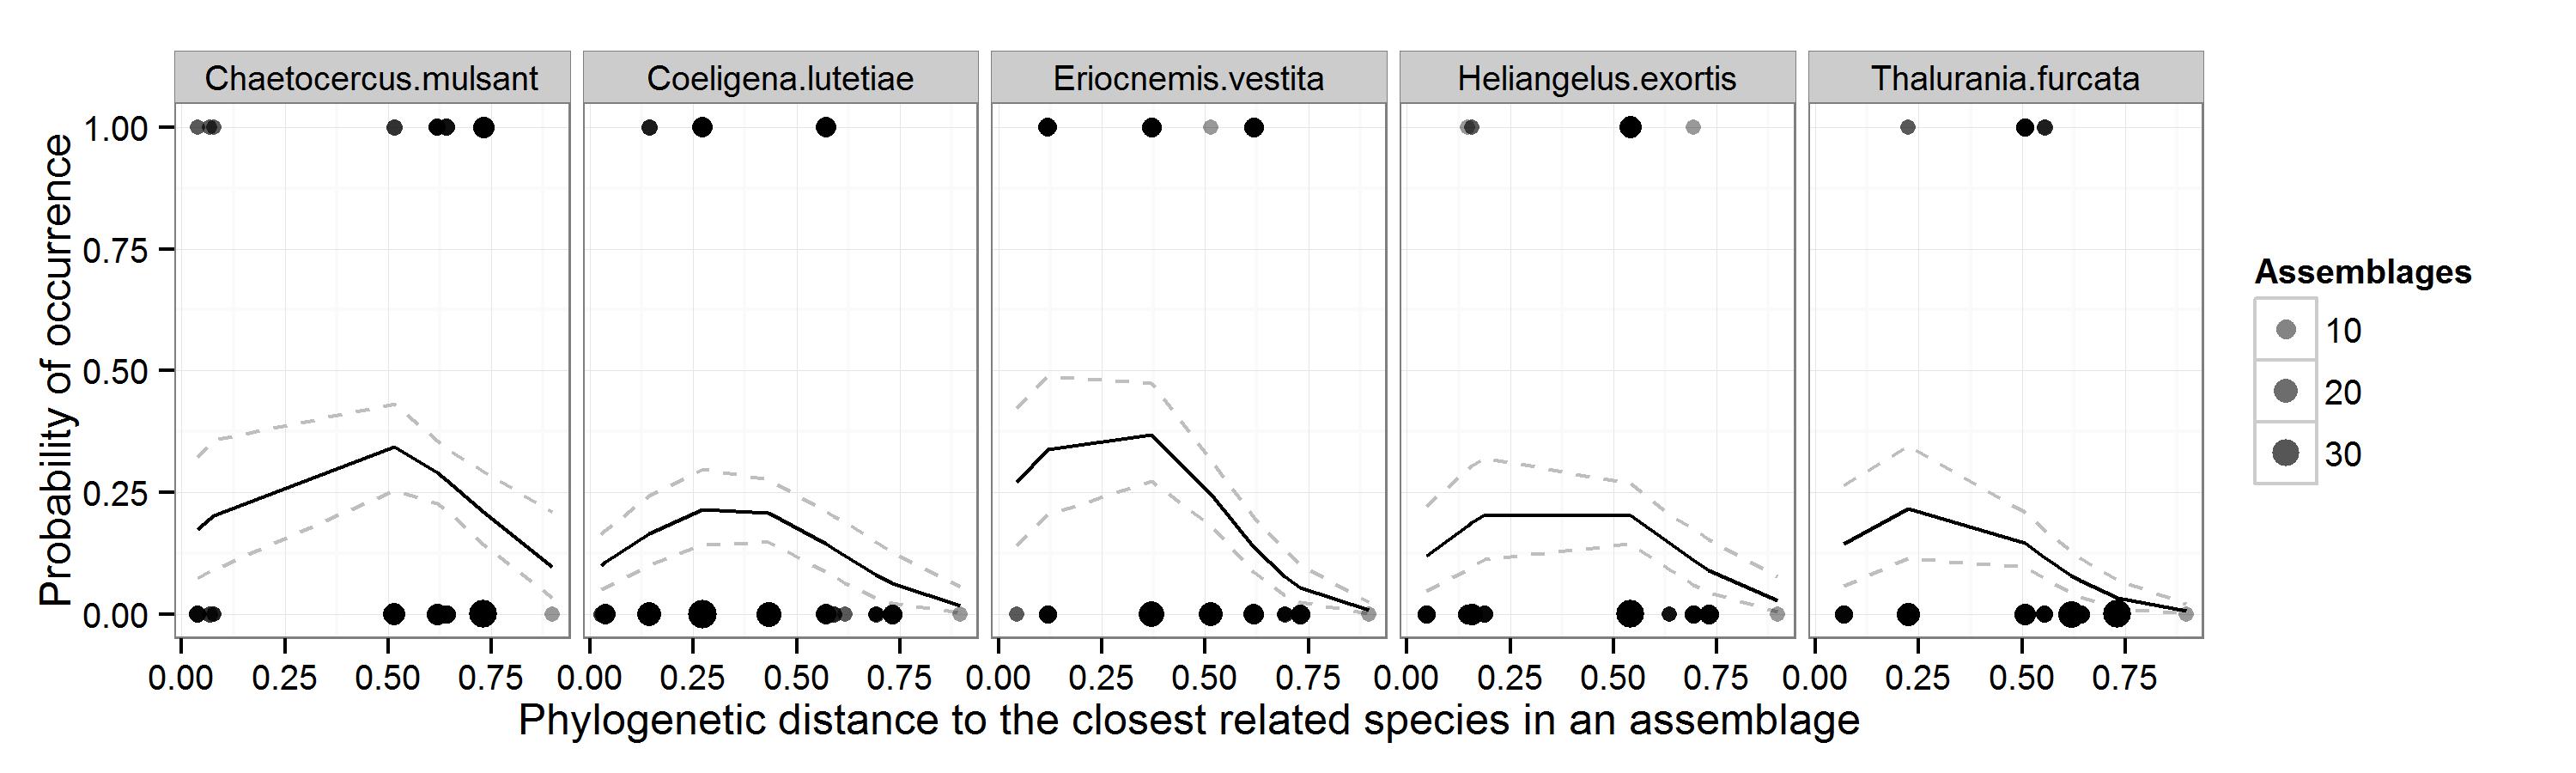 Chaetocercus.mulsant Coeligena.lutetiae Eriocnemis.vestita Heliangelus.exortis Thalurania.furcata
Probability of occurrence
1.00
0.75
0.50
0.25
0.00
0.00 0.25 0.50 0.75 0.00 0.25 0.50 0.75 0.00 0.25 0.50 0.75 0.00 0.25 0.50 0.75 0.00 0.25 0.50 0.75
Phylogenetic distance to the closest related species in an assemblage
Assemblages
10
20
30